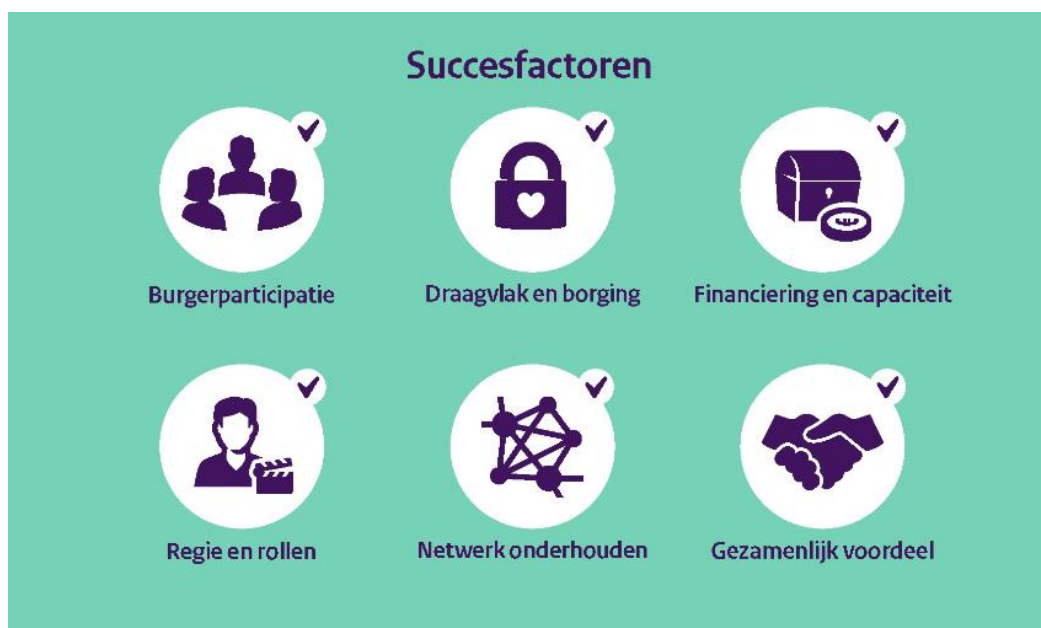 Succesfactoren
Burgerparticipatie
Draagvlak en borging
Financiering en capaciteit
Regie en rollen
Netwerk onderhouden
Gezamenlijk voordeel